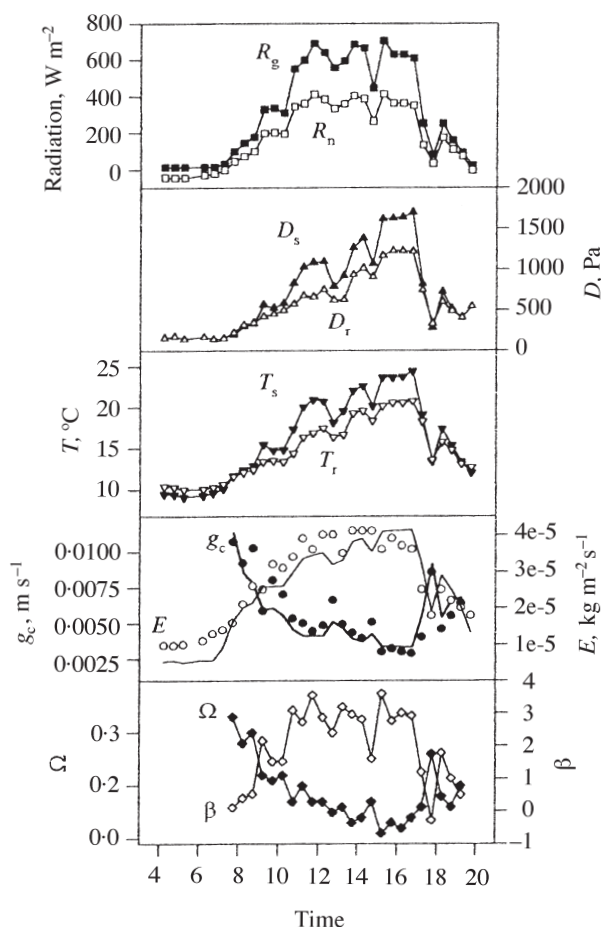 800
600
400
200
0
Radiation, W m⁻²
R_g
R_n
2000
1500
1000
500
0
D, Pa
D_s
D_r
25
20
15
10
T, °C
T_s
T_r
0·0100
0·0075
0·0050
0·0025
g_c, m s⁻¹
g_c
E
4e-5
3e-5
2e-5
1e-5
E, kg m⁻² s⁻¹
0·3
0·2
0·0
Ω
Ω
β
4
3
2
1
0
−1
β
4 6 8 10 12 14 16 18 20
Time